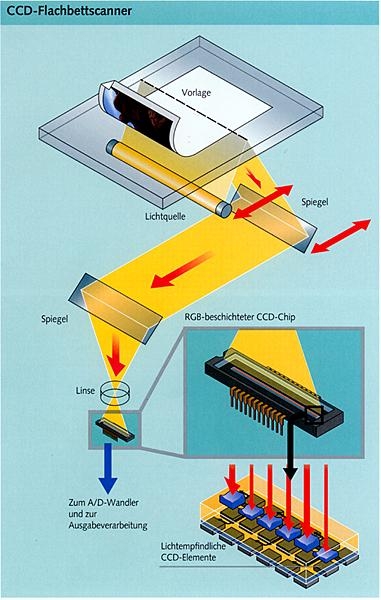 CCD-Flachbettscanner
Vorlage
Lichtquelle
Spiegel
Spiegel
RGB-beschichteter CCD-Chip
Linse
Zum A/D-Wandler
und zur
Ausgabeverarbeitung
Lichtempfindliche
CCD-Elemente